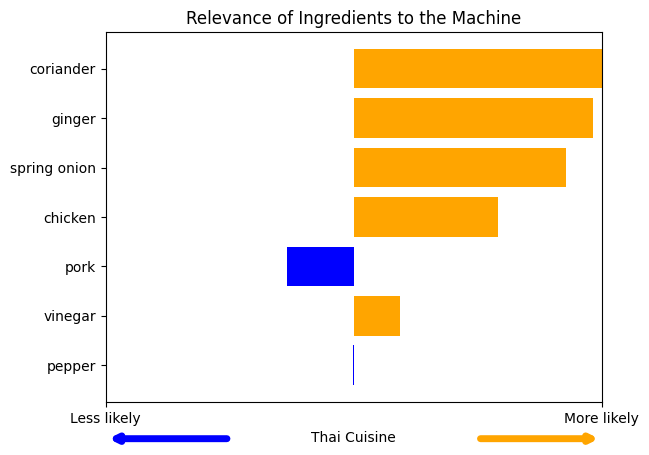 Relevance of Ingredients to the Machine
coriander
ginger
spring onion
chicken
pork
vinegar
pepper
Less likely
More likely
Thai Cuisine